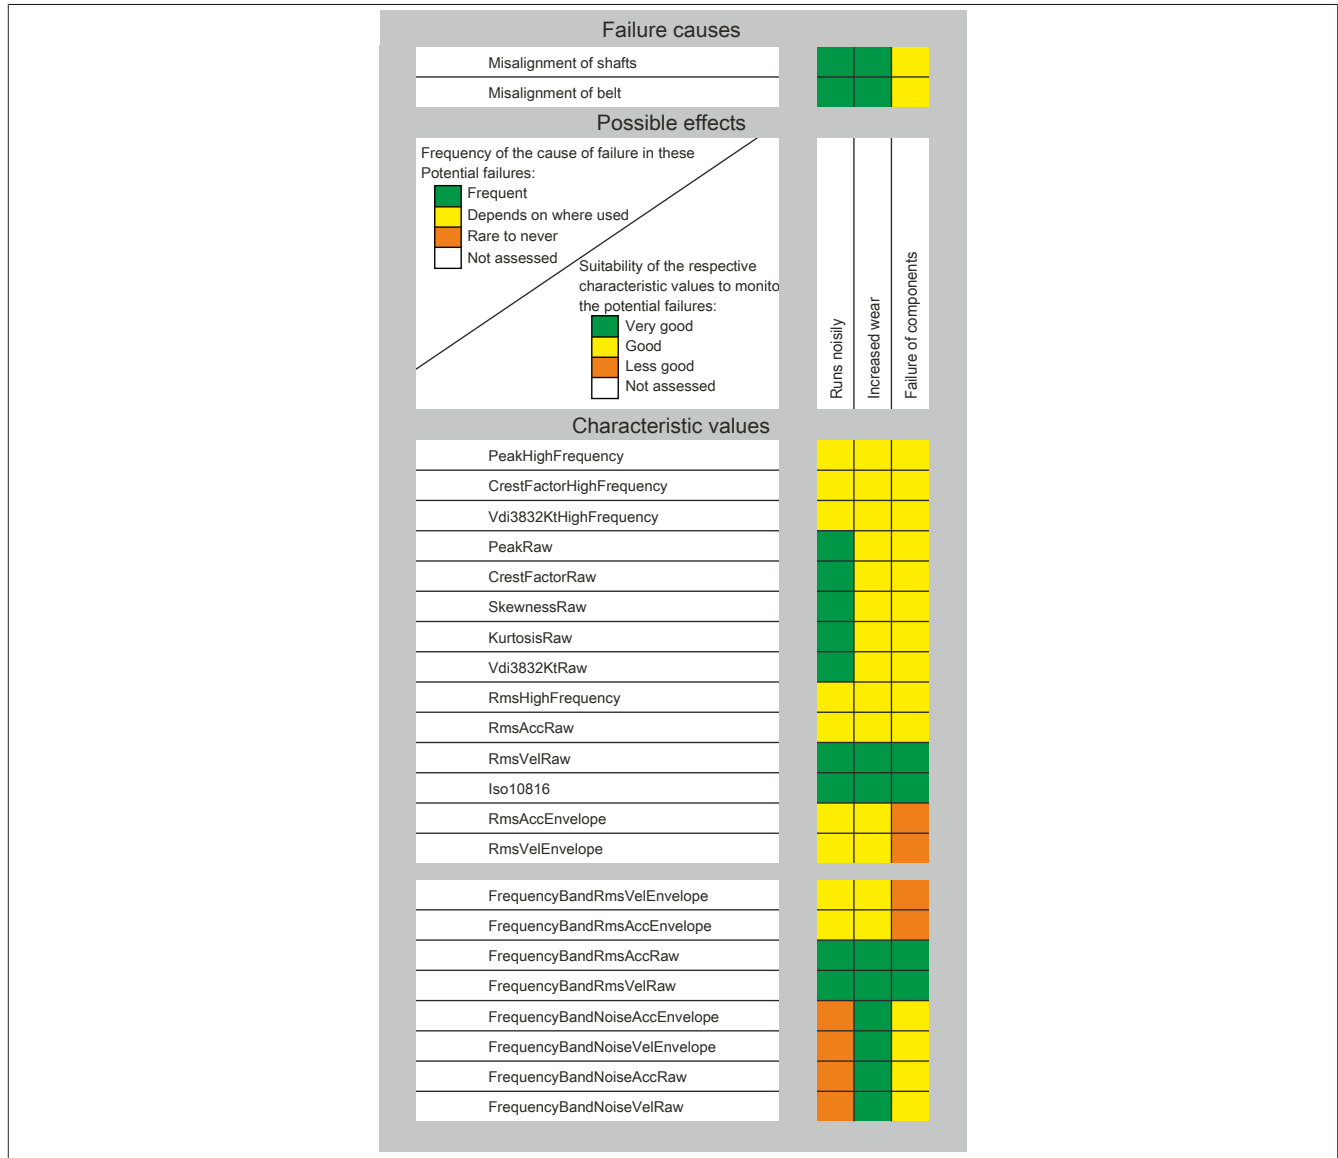 Failure causes
Misalignment of shafts
Misalignment of belt
Possible effects
Frequency of the cause of failure in these
Potential failures:
Frequent
Depends on where used
Rare to never
Not assessed
Suitability of the respective
characteristic values to monito
the potential failures:
Very good
Good
Less good
Not assessed
Runs noisily
Increased wear
Failure of components
Characteristic values
PeakHighFrequency
CrestFactorHighFrequency
Vdi3832KtHighFrequency
PeakRaw
CrestFactorRaw
SkewnessRaw
KurtosisRaw
Vdi3832KtRaw
RmsHighFrequency
RmsAccRaw
RmsVelRaw
Iso10816
RmsAccEnvelope
RmsVelEnvelope
FrequencyBandRmsVelEnvelope
FrequencyBandRmsAccEnvelope
FrequencyBandRmsAccRaw
FrequencyBandRmsVelRaw
FrequencyBandNoiseAccEnvelope
FrequencyBandNoiseVelEnvelope
FrequencyBandNoiseAccRaw
FrequencyBandNoiseVelRaw